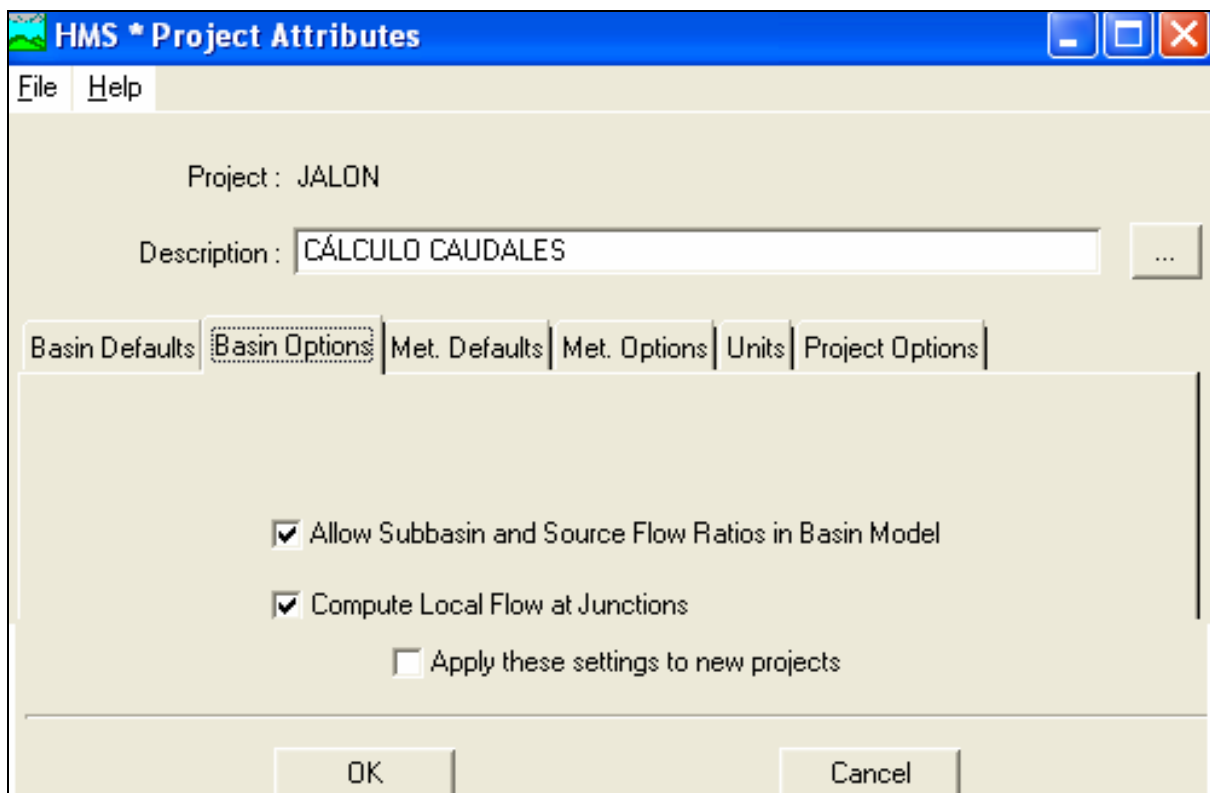 HMS * Project Attributes
File Help
Project : JALON
Description : CÁLCULO CAUDALES ...
Basin Defaults Basin Options Met. Defaults Met. Options Units Project Options
Allow Subbasin and Source Flow Ratios in Basin Model
Compute Local Flow at Junctions
Apply these settings to new projects
OK Cancel